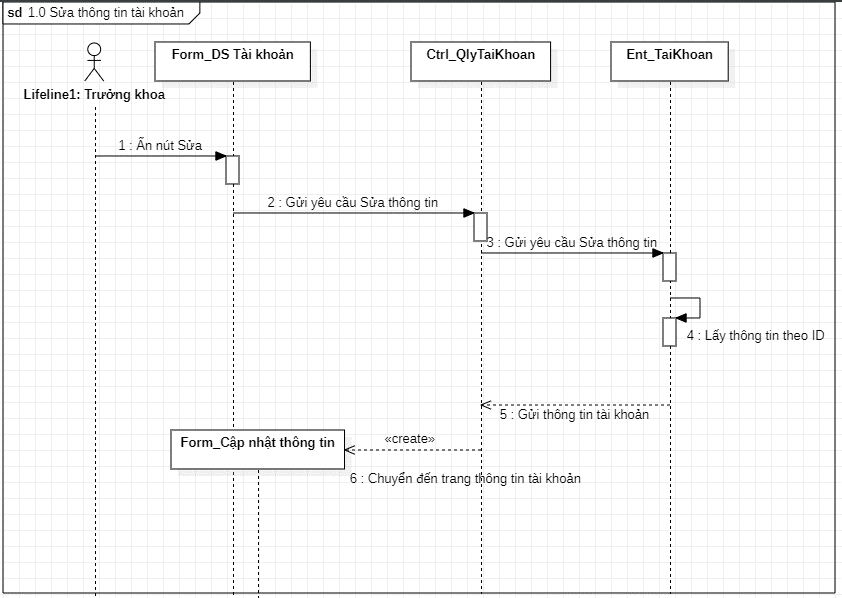 sd 1.0 Sửa thông tin tài khoản
Form_DS Tài khoản
Ctrl_QlyTaiKhoan
Ent_TaiKhoan
Lifeline1: Trưởng khoa
1 : Ấn nút Sửa
2 : Gửi yêu cầu Sửa thông tin
3 : Gửi yêu cầu Sửa thông tin
4 : Lấy thông tin theo ID
5 : Gửi thông tin tài khoản
«create»
Form_Cập nhật thông tin
6 : Chuyển đến trang thông tin tài khoản